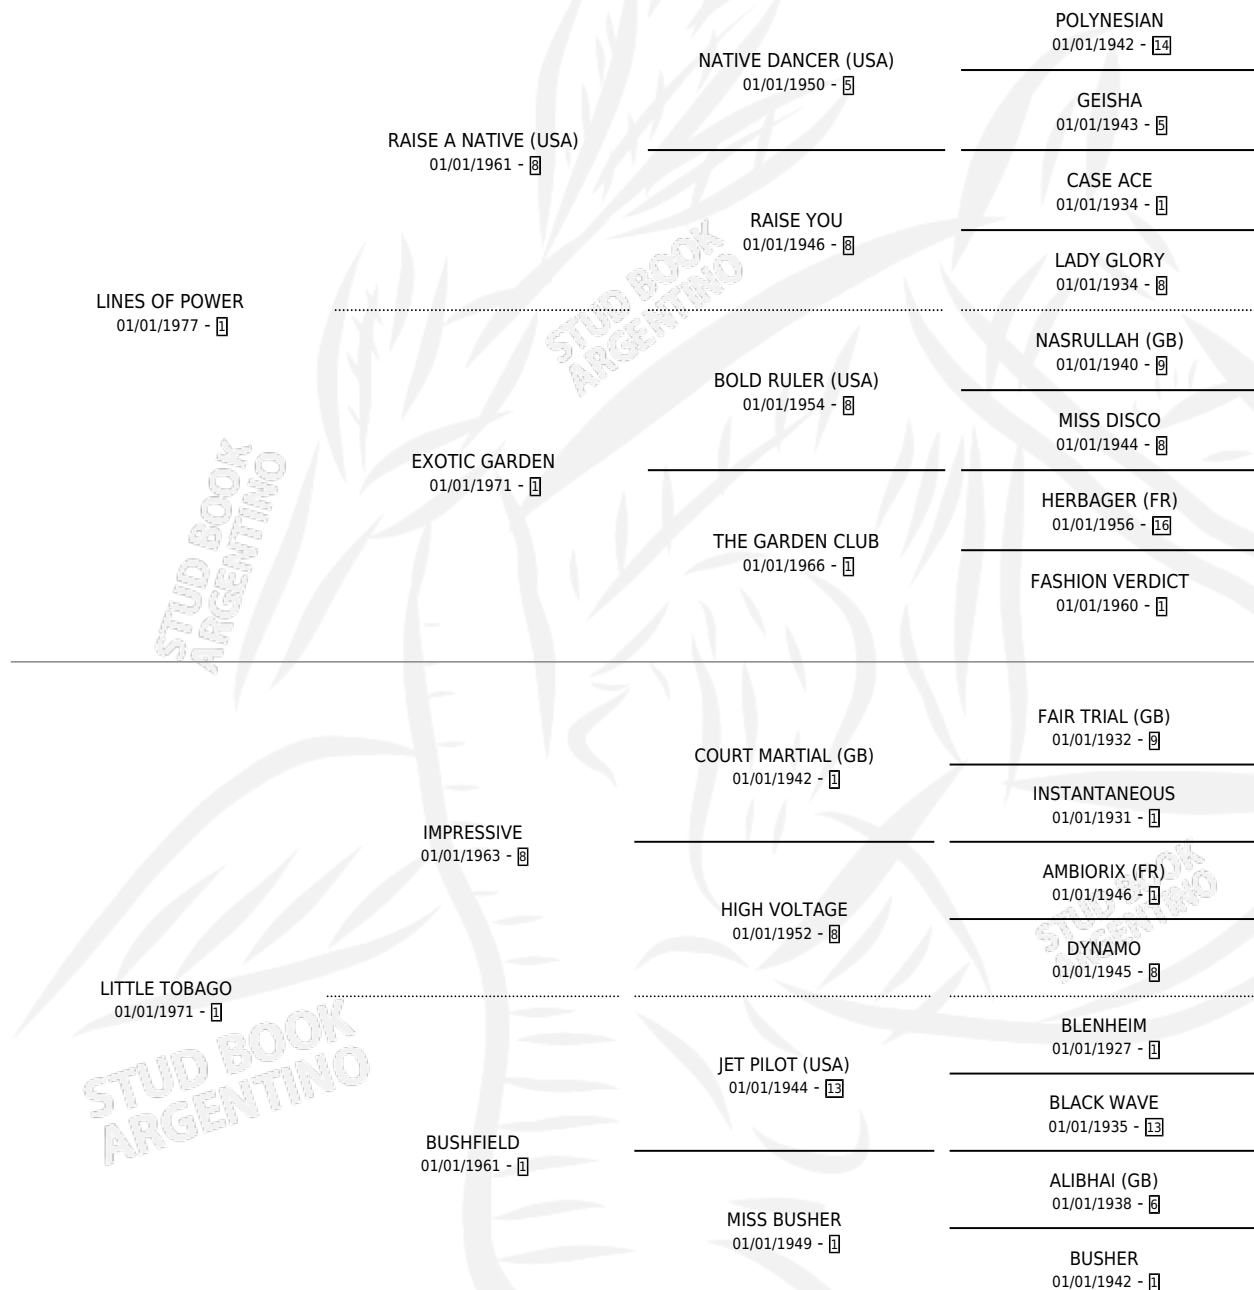 POLYNESIAN
01/01/1942 - 14
NATIVE DANCER (USA)
01/01/1950 - 5
GEISHA
01/01/1943 - 5
RAISE A NATIVE (USA)
01/01/1961 - 8
CASE ACE
01/01/1934 - 1
RAISE YOU
01/01/1946 - 8
LADY GLORY
01/01/1934 - 8
LINES OF POWER
01/01/1977 - 1
NASRULLAH (GB)
01/01/1940 - 9
BOLD RULER (USA)
01/01/1954 - 8
MISS DISCO
01/01/1944 - 8
EXOTIC GARDEN
01/01/1971 - 1
HERBAGER (FR)
01/01/1956 - 16
THE GARDEN CLUB
01/01/1966 - 1
FASHION VERDICT
01/01/1960 - 1
FAIR TRIAL (GB)
01/01/1932 - 9
COURT MARTIAL (GB)
01/01/1942 - 1
INSTANTANEOUS
01/01/1931 - 1
IMPRESSIVE
01/01/1963 - 8
AMBIORIX (FR)
01/01/1946 - 1
HIGH VOLTAGE
01/01/1952 - 8
DYNAMO
01/01/1945 - 8
LITTLE TOBAGO
01/01/1971 - 1
BLENHEIM
01/01/1927 - 1
JET PILOT (USA)
01/01/1944 - 13
BLACK WAVE
01/01/1935 - 13
BUSHFIELD
01/01/1961 - 1
ALIBHAI (GB)
01/01/1938 - 6
MISS BUSHER
01/01/1949 - 1
BUSHER
01/01/1942 - 1
STUD BOOK
ARGENTINO
STUD BOOK
ARGENTINO
STUD BOOK
ARGENTINO
STUD BOOK
ARGENTINO